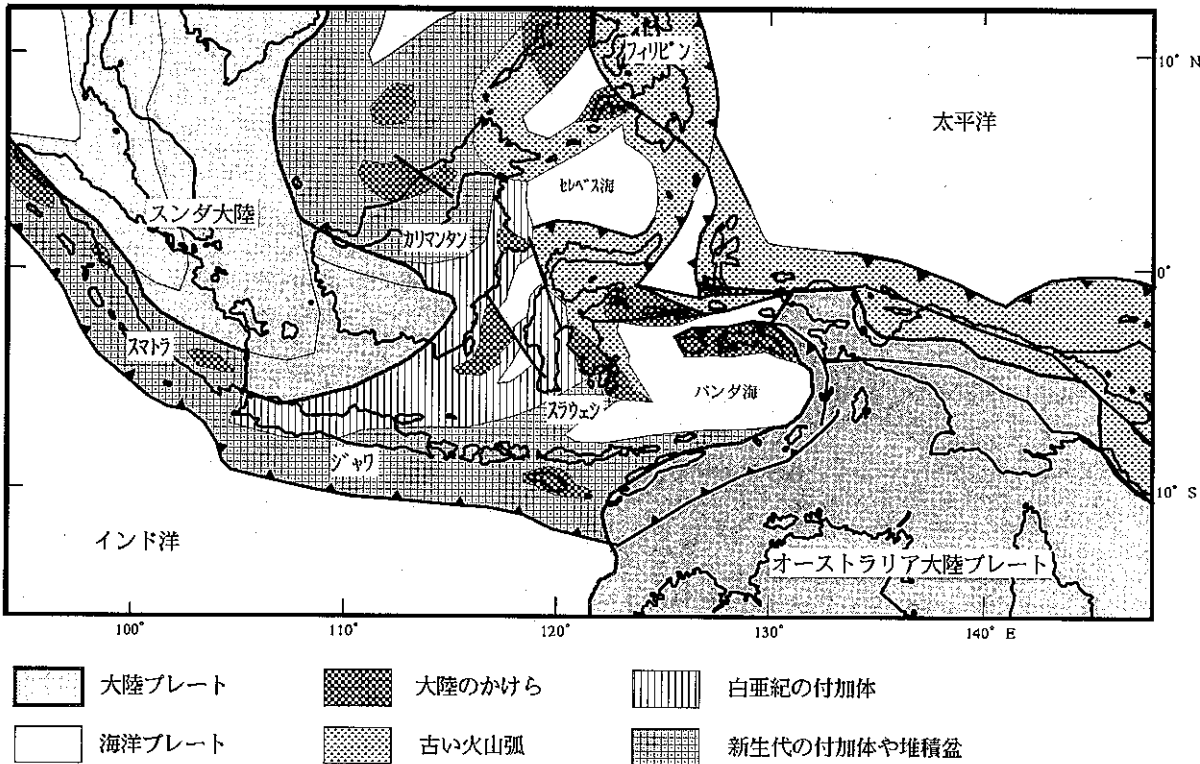 フィリピン
10° N
太平洋
セレベス海
スンダ大陸
カリマンタン
0°
スマトラ
バンダ海
スラウェシ
ジャワ
10° S
インド洋
オーストラリア大陸プレート
100°
110°
120°
130°
140° E
大陸プレート
大陸のかけら
白亜紀の付加体
海洋プレート
古い火山弧
新生代の付加体や堆積盆